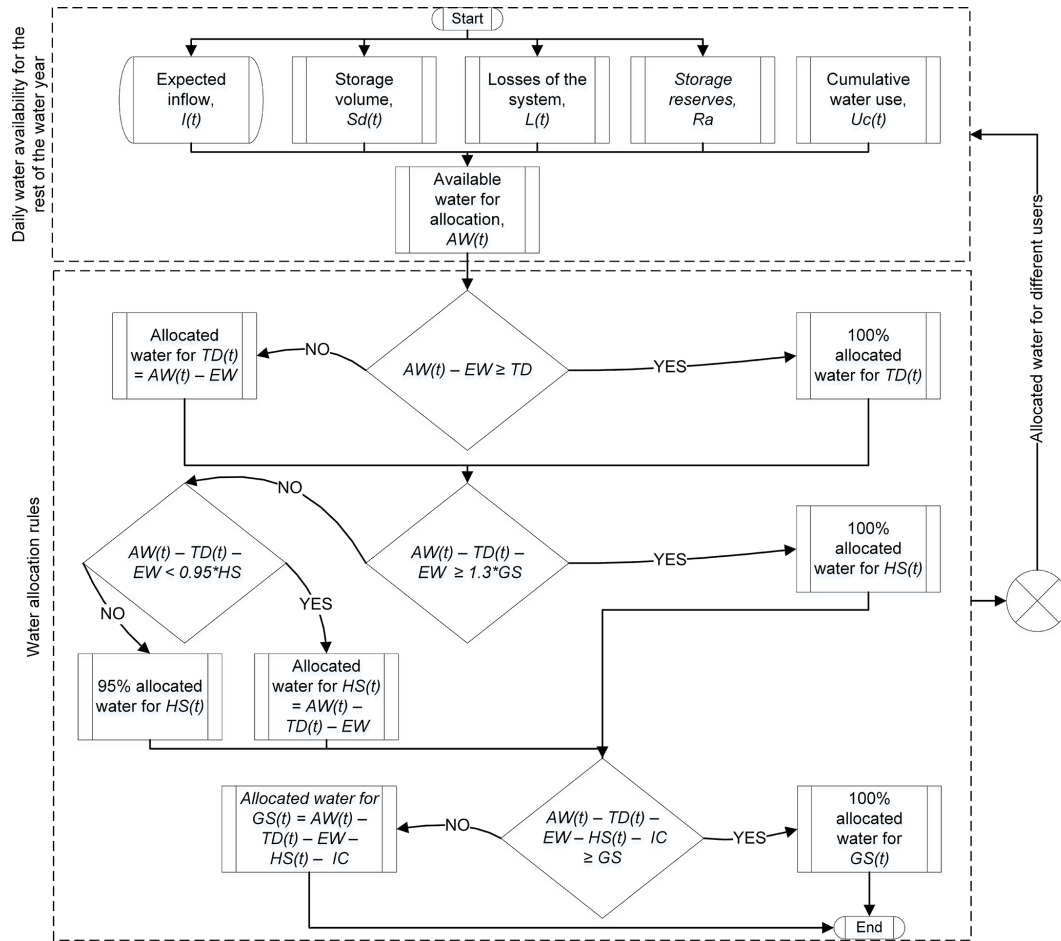 Start
Daily water availability for the
rest of the water year
Expected
inflow,
I(t)
Storage
volume,
Sd(t)
Losses of the
system,
L(t)
Storage
reserves,
Ra
Cumulative
water use,
Uc(t)
Available
water for
allocation,
AW(t)
Allocated water for different users
Water allocation rules
Allocated
water for TD(t)
= AW(t) – EW
NO
AW(t) – EW ≥ TD
YES
100%
allocated
water for TD(t)
NO
AW(t) – TD(t) –
EW < 0.95*HS
AW(t) – TD(t) –
EW ≥ 1.3*GS
YES
100%
allocated
water for HS(t)
NO
YES
95% allocated
water for HS(t)
Allocated
water for HS(t)
= AW(t) –
TD(t) – EW
Allocated water for
GS(t) = AW(t) –
TD(t) – EW –
HS(t) – IC
NO
AW(t) – TD(t) –
EW – HS(t) – IC
≥ GS
YES
100%
allocated
water for
GS(t)
End